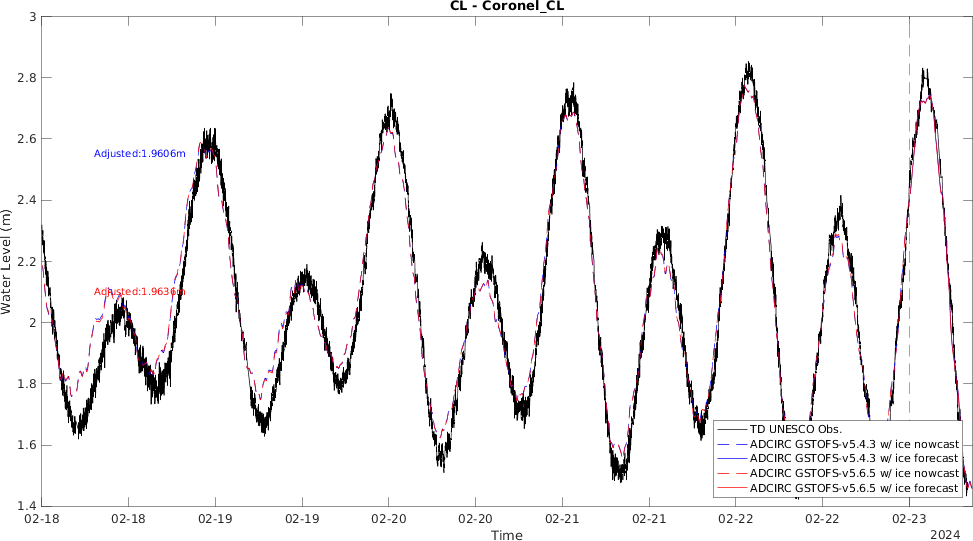 CL - Coronel_CL
3
2.8
2.6
2.4
2.2
2
1.8
1.6
1.4
Water Level (m)
Adjusted:1.9606m
Adjusted:1.9636m
TD UNESCO Obs.
ADCIRC GSTOFS-v5.4.3 w/ ice nowcast
ADCIRC GSTOFS-v5.4.3 w/ ice forecast
ADCIRC GSTOFS-v5.6.5 w/ ice nowcast
ADCIRC GSTOFS-v5.6.5 w/ ice forecast
02-18 02-18 02-19 02-19 02-20 02-20 02-21 02-21 02-22 02-22 02-23
Time
2024